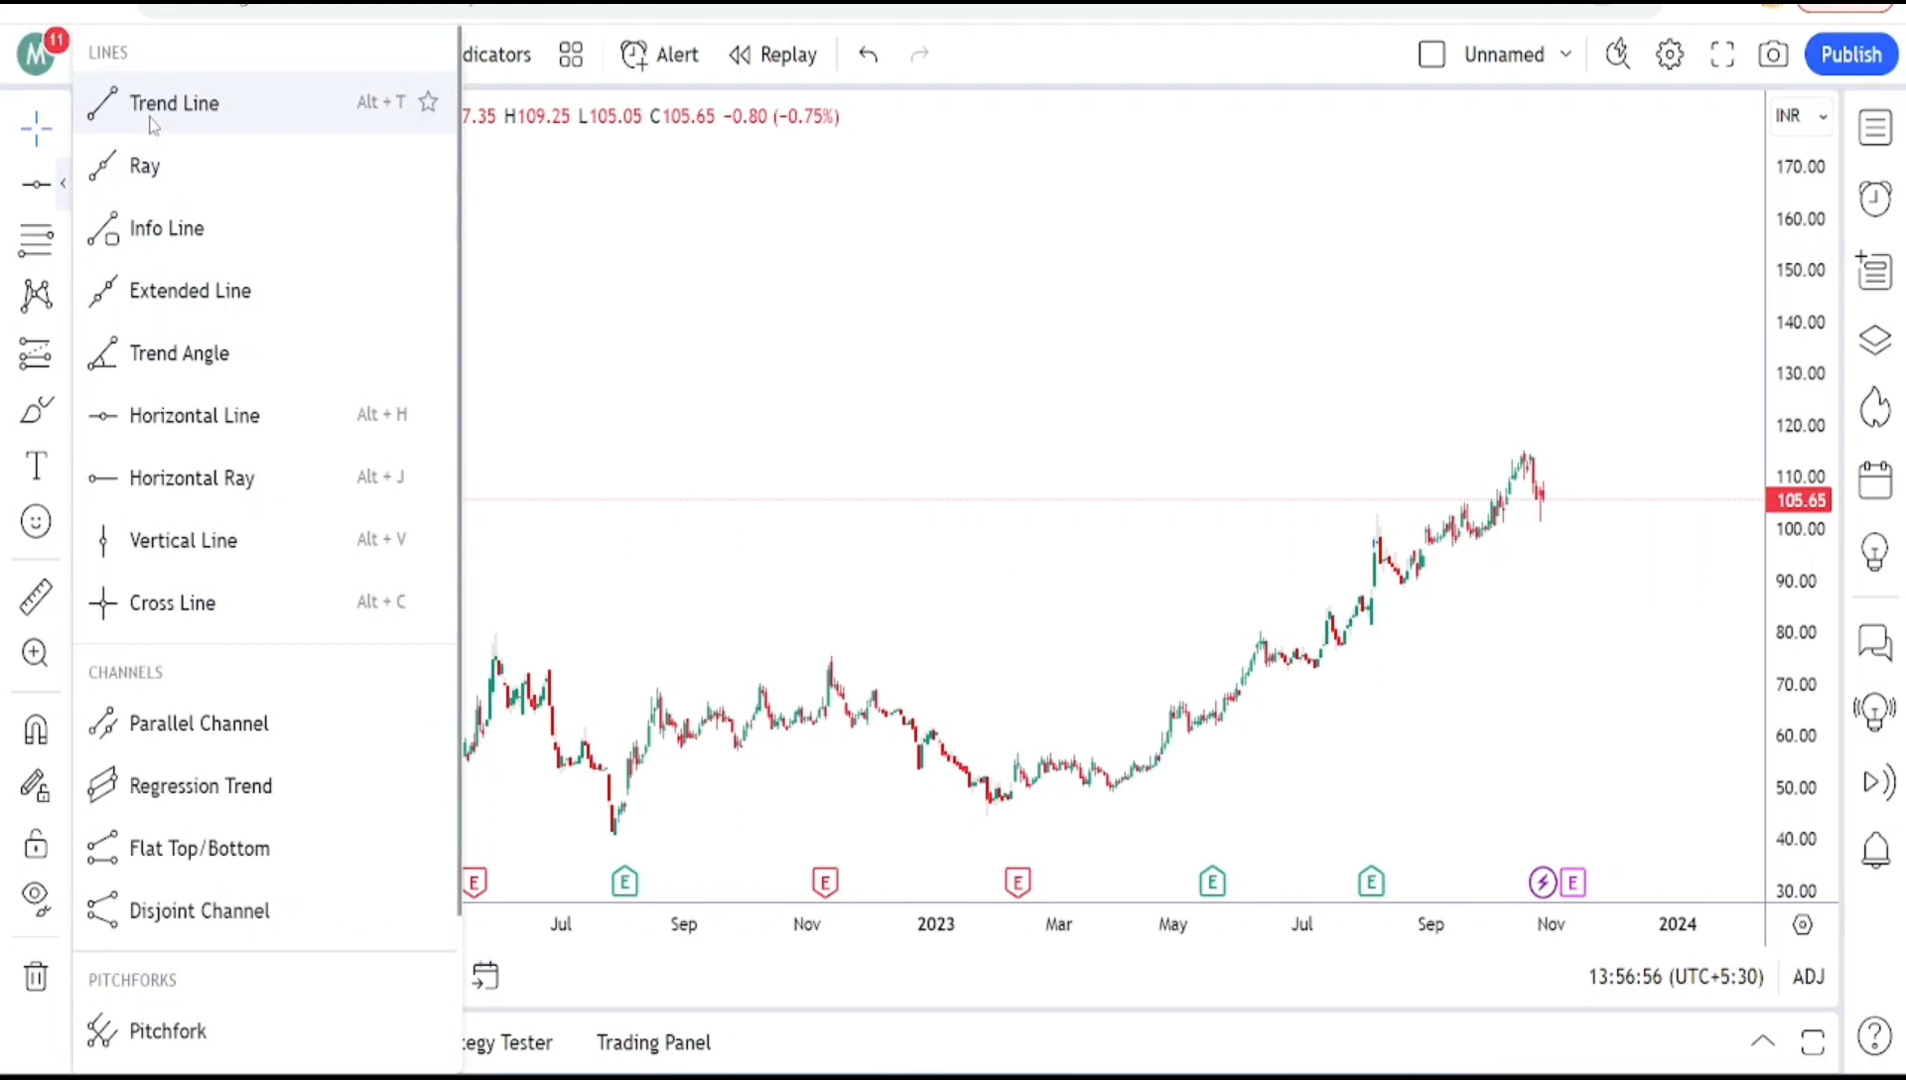 M
11
LINES
Trend Line Alt + T
Ray
Info Line
Extended Line
Trend Angle
Horizontal Line Alt + H
Horizontal Ray Alt + J
Vertical Line Alt + V
Cross Line Alt + C
CHANNELS
Parallel Channel
Regression Trend
Flat Top/Bottom
Disjoint Channel
PITCHFORKS
Pitchfork
T
dicators
Alert
Replay
Unnamed
Publish
7.35 H109.25 L105.05 C105.65 −0.80 (−0.75%)
INR
170.00
160.00
150.00
140.00
130.00
120.00
110.00
105.65
100.00
90.00
80.00
70.00
60.00
50.00
40.00
30.00
E E E E E E E
Jul Sep Nov 2023 Mar May Jul Sep Nov 2024
13:56:56 (UTC+5:30) ADJ
tegy Tester Trading Panel